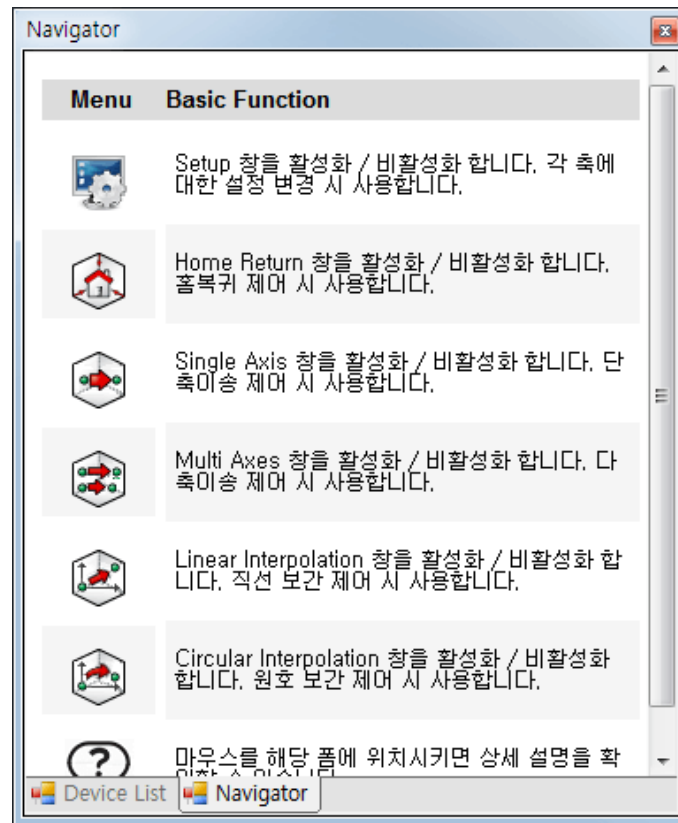 Navigator
Menu Basic Function
Setup 창을 활성화 / 비활성화 합니다. 각 축에
대한 설정 변경 시 사용합니다.
Home Return 창을 활성화 / 비활성화 합니다.
홈복귀 제어 시 사용합니다.
Single Axis 창을 활성화 / 비활성화 합니다. 단
축이송 제어 시 사용합니다.
Multi Axes 창을 활성화 / 비활성화 합니다. 다
축이송 제어 시 사용합니다.
Linear Interpolation 창을 활성화 / 비활성화 합
니다. 직선 보간 제어 시 사용합니다.
Circular Interpolation 창을 활성화 / 비활성화
합니다. 원호 보간 제어 시 사용합니다.
마우스를 해당 폼에 위치시키면 상세 설명을 확
Device List Navigator